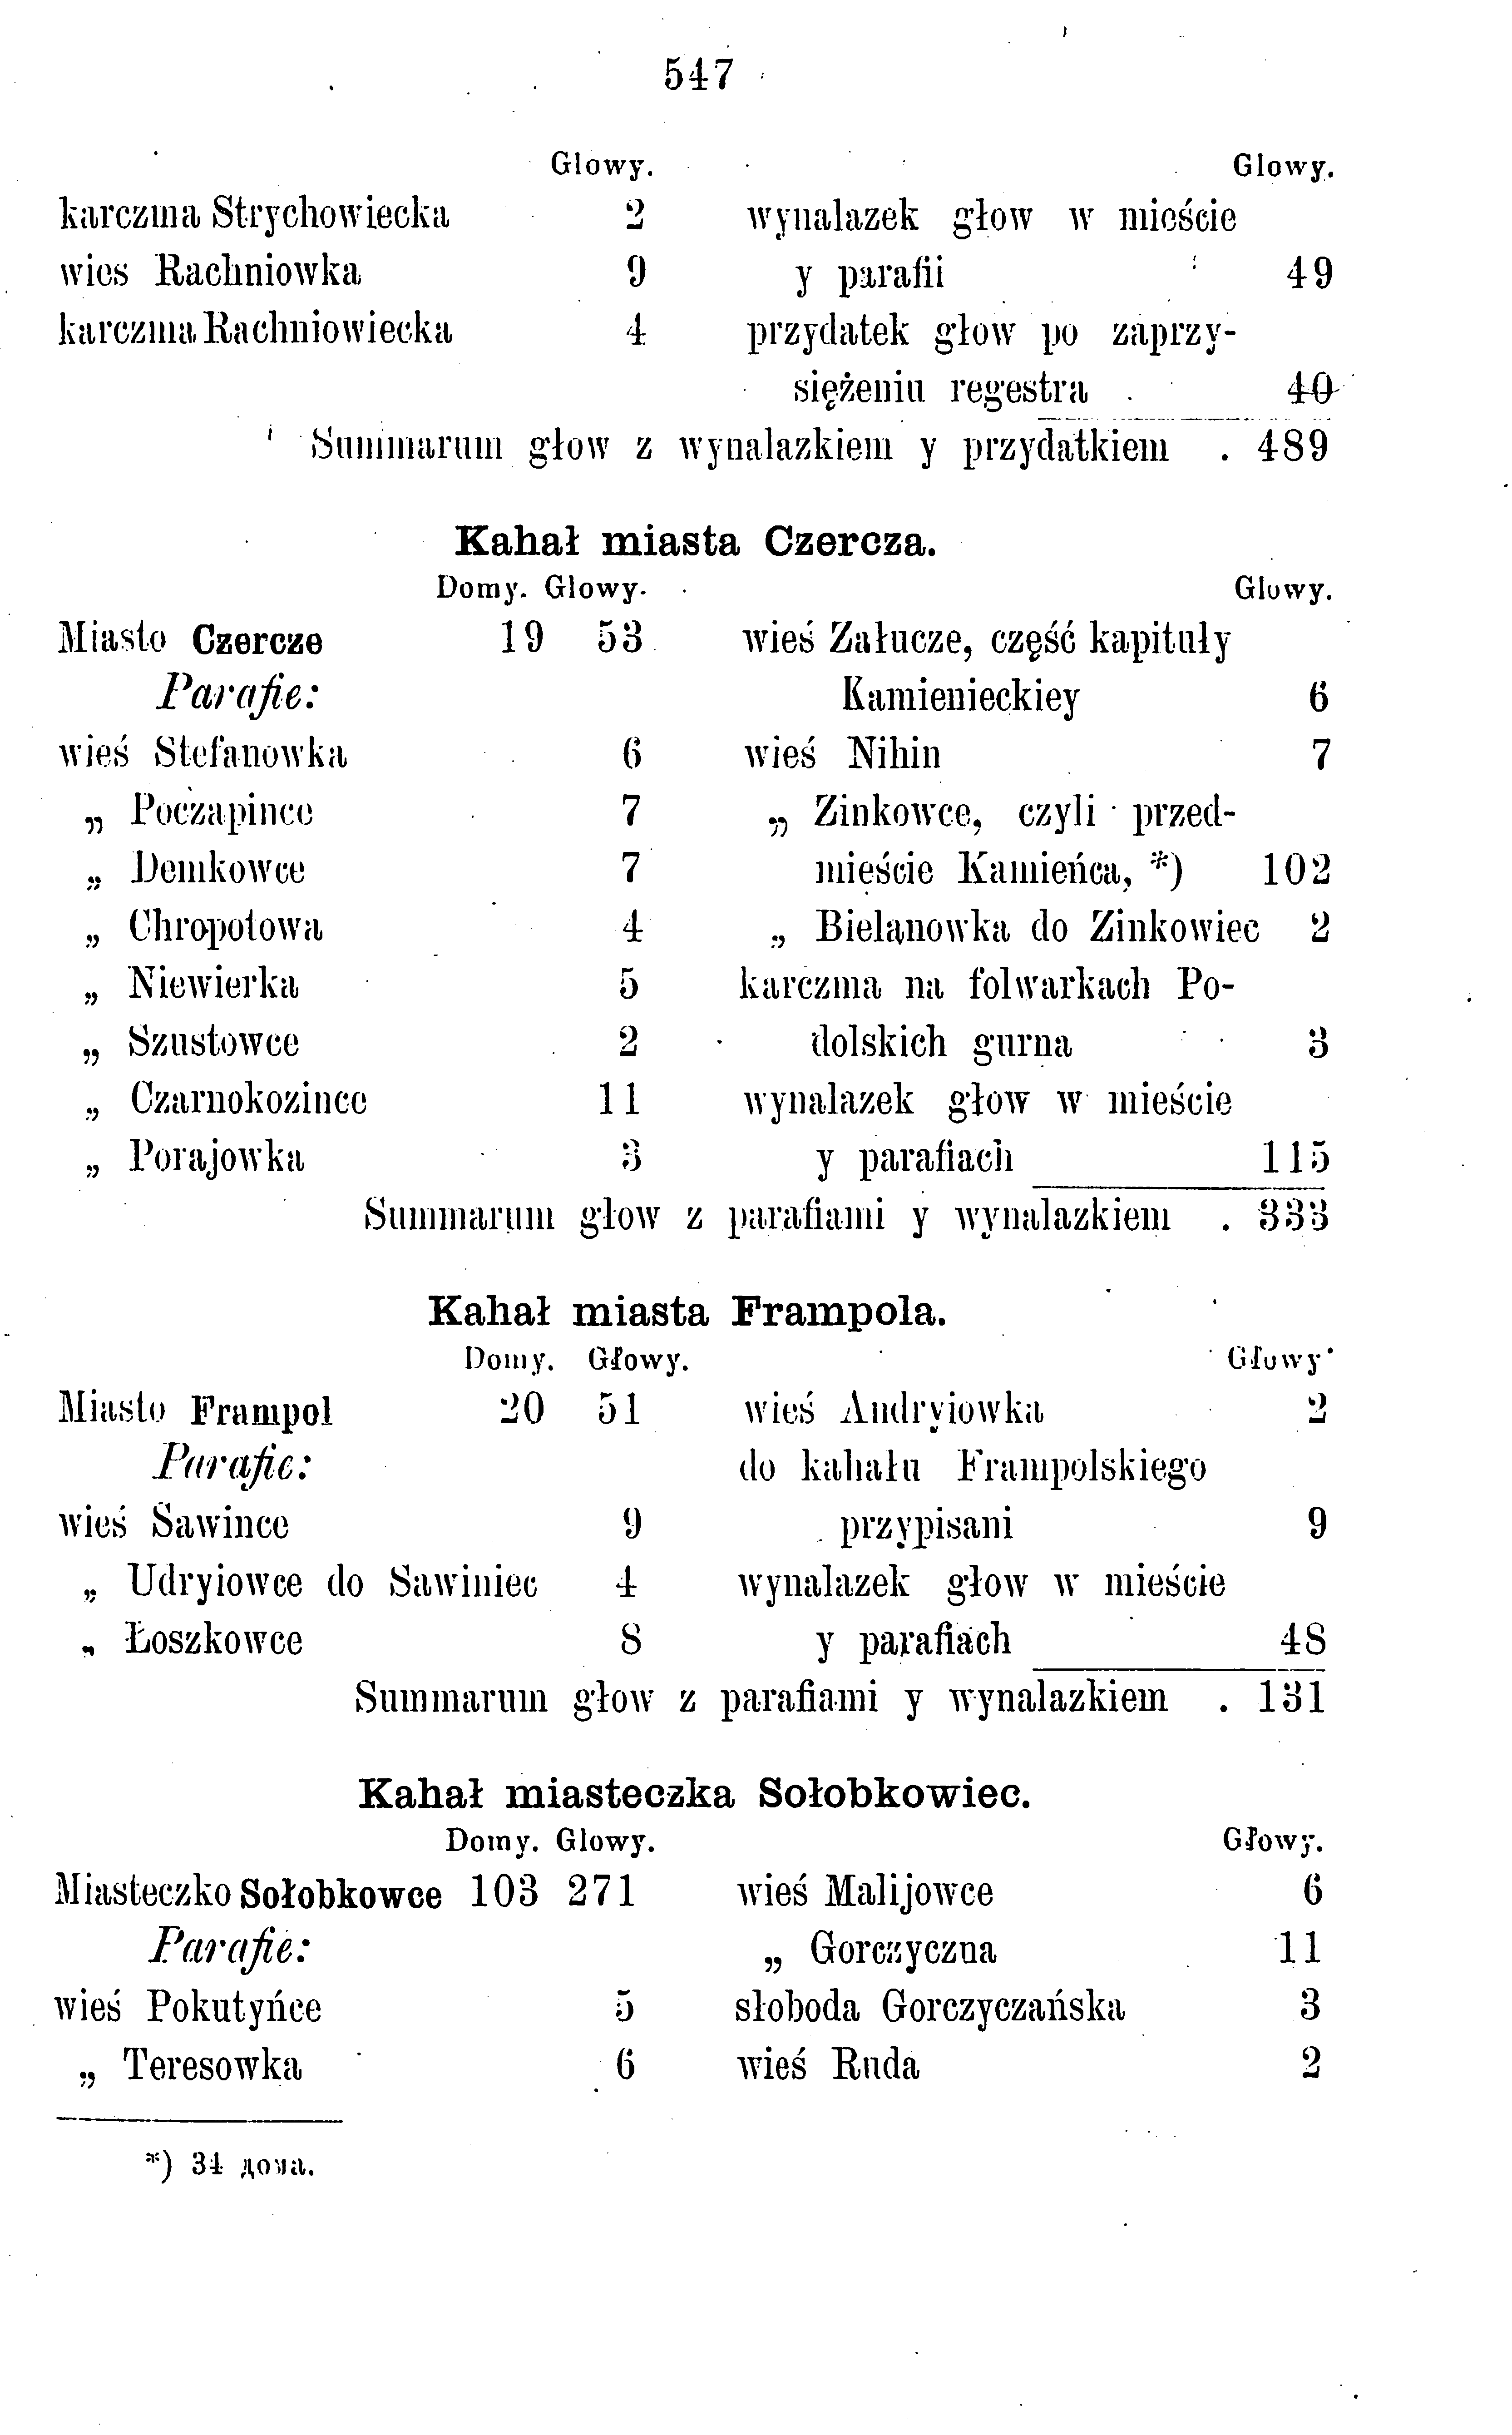 547
Glowy.
karczma Strychowiecka 2
wies Rachniowka 9
karczma Rachniowiecka 4
Glowy.
wynalazek głow w mieście
y parafii 49
przydatek głow po zaprzy-
siężeniu regestra 40
Summarum głow z wynalazkiem y przydatkiem . 489
Kahał miasta Czercza.
Domy. Glowy.
Miasto Czercze 19 53
Parafie:
wieś Stefanowka 6
„ Poczapince 7
„ Demkowce 7
„ Chropotowa 4
„ Niewierka 5
„ Szustowce 2
„ Czarnokozince 11
„ Porajowka 3
Glowy.
wieś Załucze, część kapituły
Kamienieckiey 6
wieś Nihin 7
„ Zinkowce, czyli przed-
mieście Kamieńca, *) 102
„ Bielanowka do Zinkowiec 2
karczma na folwarkach Po-
dolskich gurna 3
wynalazek głow w mieście
y parafiach 115
Summarum głow z parafiami y wynalazkiem . 333
Kahał miasta Frampola.
Domy. Głowy.
Miasto Frampol 20 51
Parafie:
wieś Sawince 9
„ Udryiowce do Sawiniec 4
„ Łoszkowce 8
Głowy
wieś Andryiowka 2
do kahału Frampolskiego
przypisani 9
wynalazek głow w mieście
y parafiach 48
Summarum głow z parafiami y wynalazkiem . 131
Kahał miasteczka Sołobkowiec.
Domy. Glowy.
Miasteczko Sołobkowce 103 271
Parafie:
wieś Pokutyńce 5
„ Teresowka 6
Głowy.
wieś Malijowce 6
„ Gorczyczna 11
słoboda Gorczyczańska 3
wieś Ruda 2
*) 34 дома.